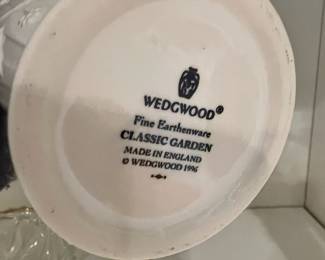 WEDGWOOD®
Fine Earthenware
CLASSIC GARDEN
MADE IN ENGLAND
© WEDGWOOD 1996